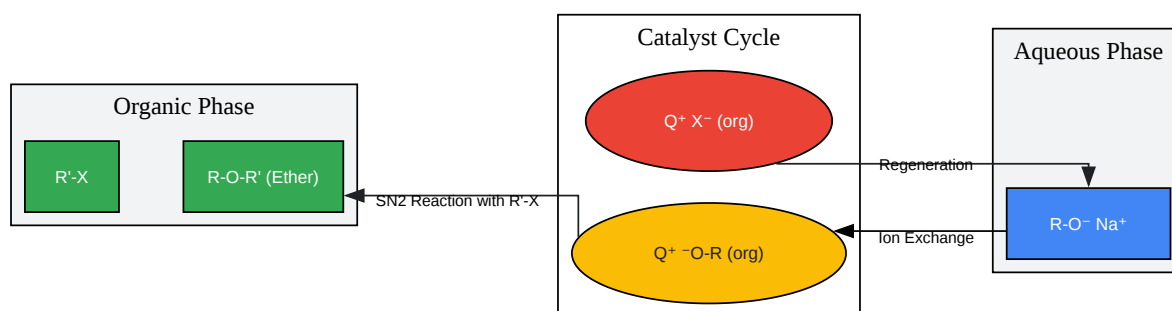 Organic Phase
R'-X
R-O-R' (Ether)
SN2 Reaction with R'-X
Catalyst Cycle
Q⁺ X⁻ (org)
Q⁺ ⁻O-R (org)
Regeneration
Ion Exchange
Aqueous Phase
R-O⁻ Na⁺